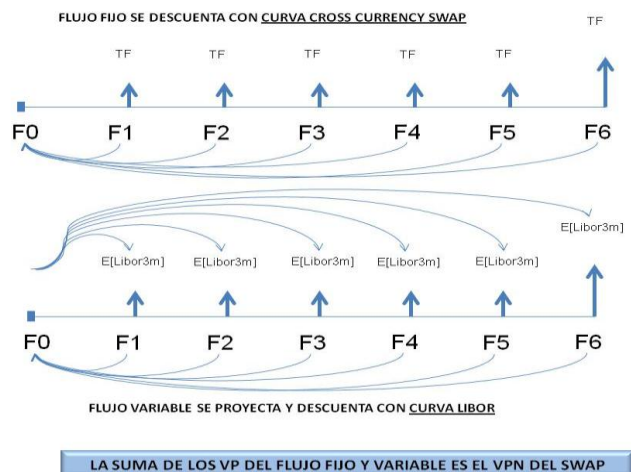 FLUJO FIJO SE DESCUENTA CON CURVA CROSS CURRENCY SWAP
TF
TF TF TF TF TF
F0 F1 F2 F3 F4 F5 F6
E[Libor3m]
E[Libor3m] E[Libor3m] E[Libor3m] E[Libor3m] E[Libor3m]
F0 F1 F2 F3 F4 F5 F6
FLUJO VARIABLE SE PROYECTA Y DESCUENTA CON CURVA LIBOR
LA SUMA DE LOS VP DEL FLUJO FIJO Y VARIABLE ES EL VPN DEL SWAP